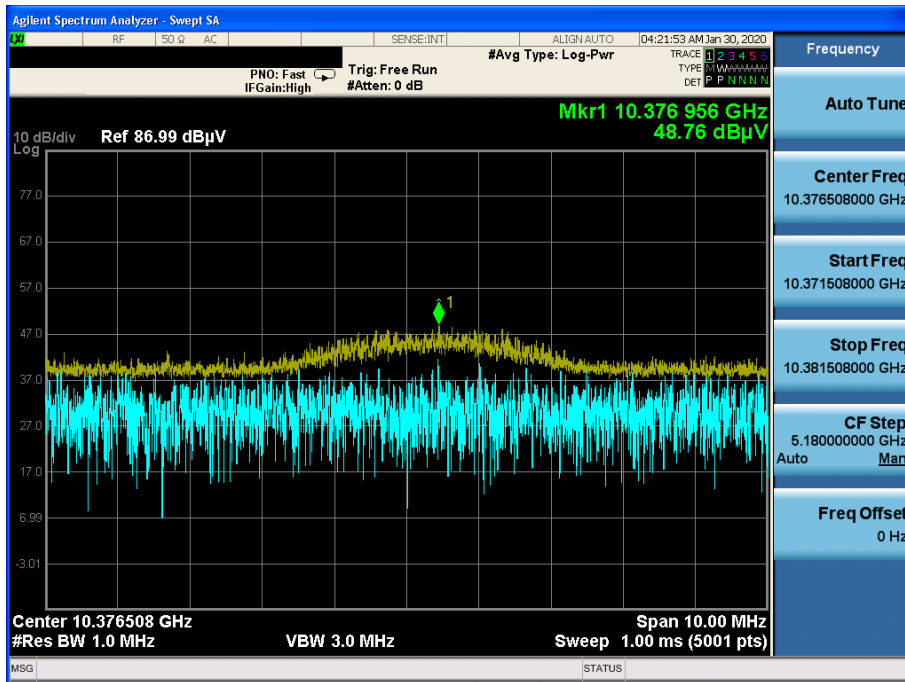 Agilent Spectrum Analyzer - Swept SA
LXI RF 50 Ω AC SENSE:INT ALIGN AUTO 04:21:53 AM Jan 30, 2020
#Avg Type: Log-Pwr TRACE 1 2 3 4 5 6
PNO: Fast Trig: Free Run TYPE M W W W W W
IFGain:High #Atten: 0 dB DET P P N N N N
Mkr1 10.376 956 GHz
48.76 dBµV
10 dB/div Ref 86.99 dBµV
Log
77.0
67.0
57.0
1
47.0
37.0
27.0
17.0
6.99
-3.01
Center 10.376508 GHz Span 10.00 MHz
#Res BW 1.0 MHz VBW 3.0 MHz Sweep 1.00 ms (5001 pts)
MSG STATUS
Frequency
Auto Tune
Center Freq
10.376508000 GHz
Start Freq
10.371508000 GHz
Stop Freq
10.381508000 GHz
CF Step
5.180000000 GHz
Auto Man
Freq Offset
0 Hz